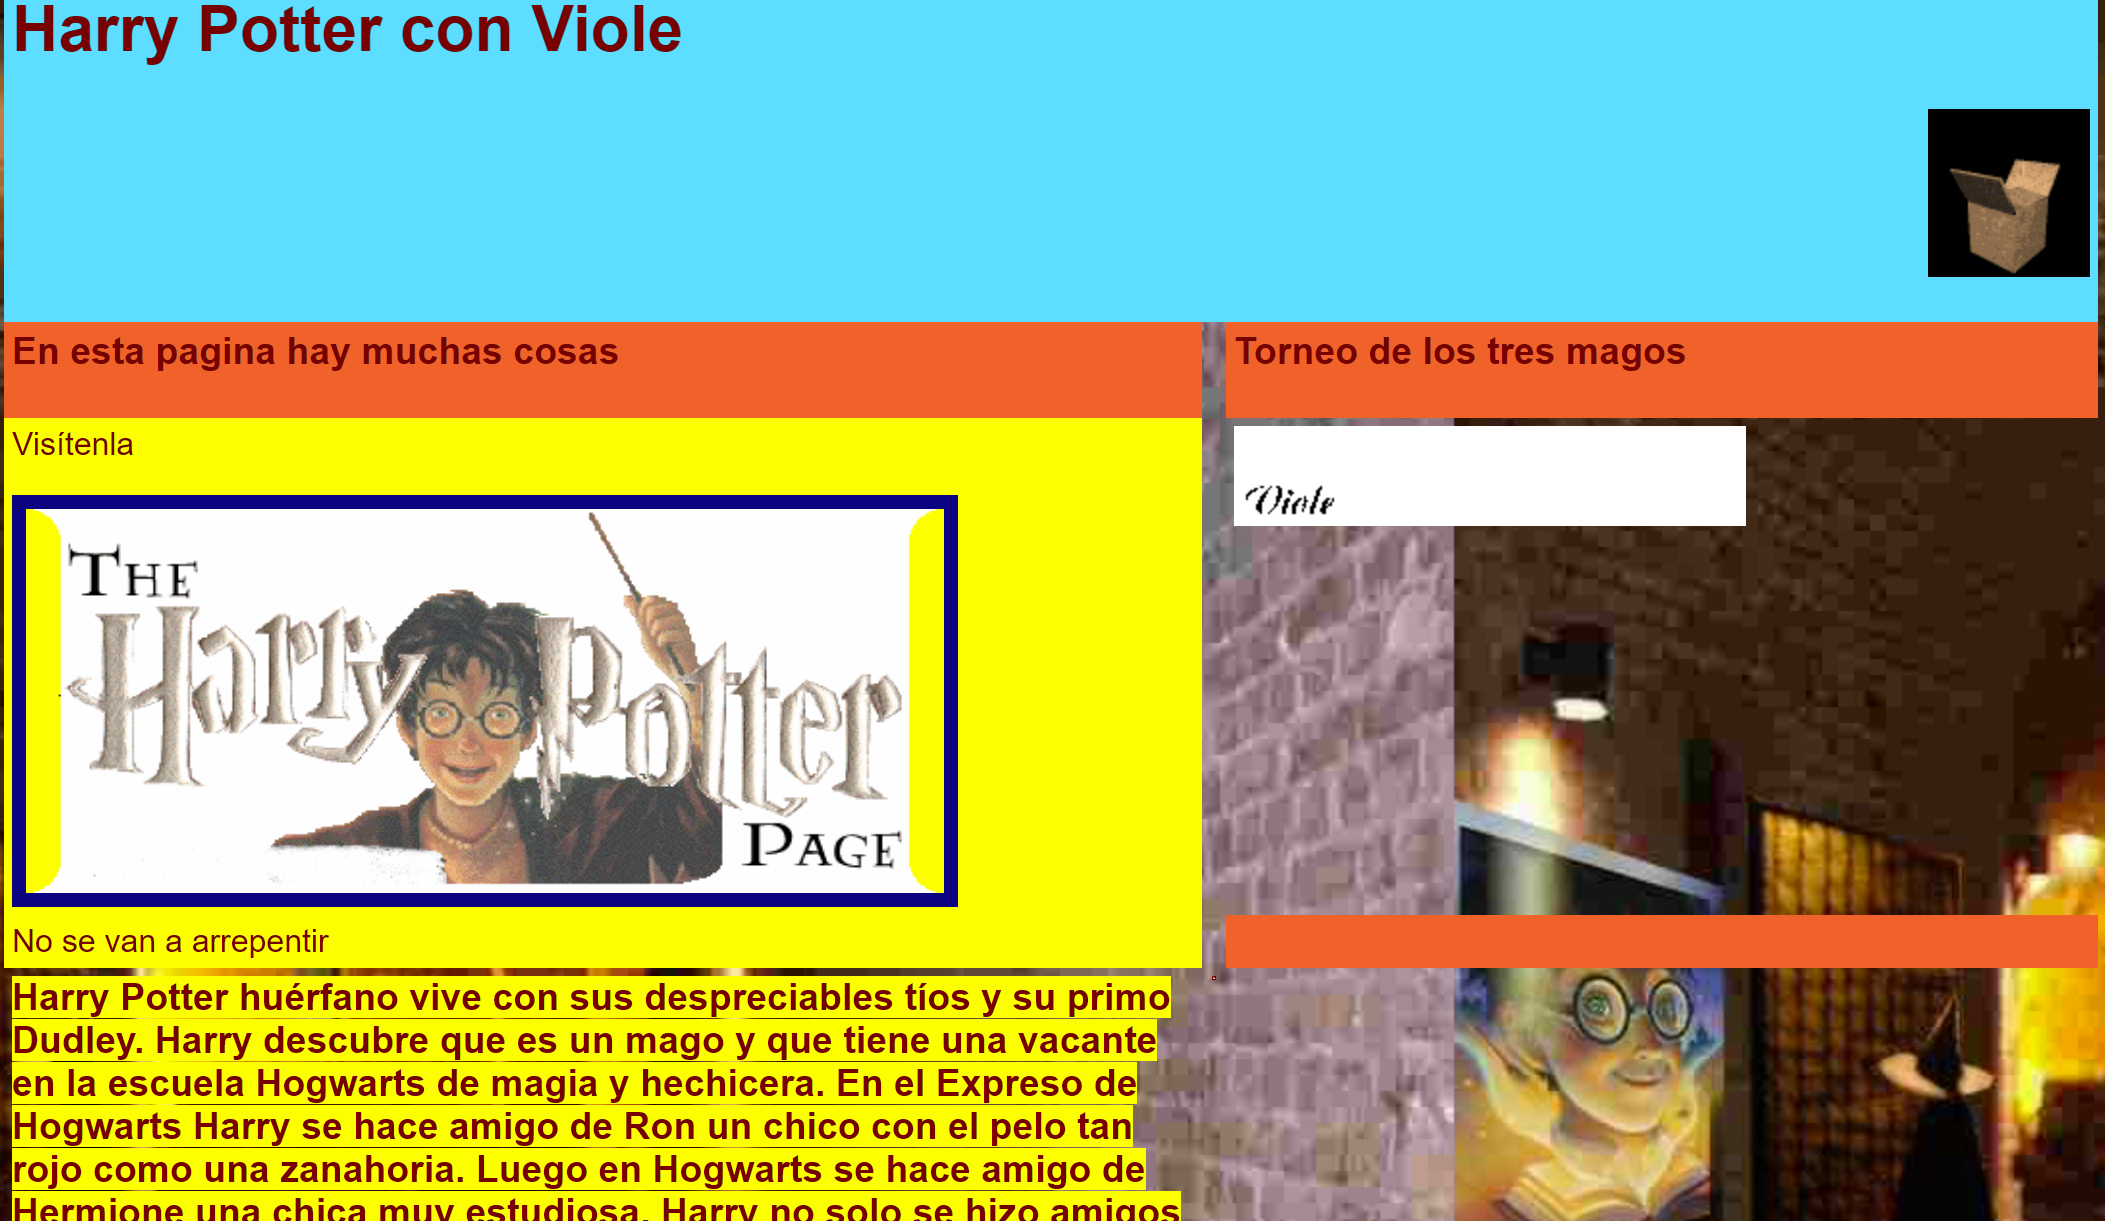 Harry Potter con Viole
En esta pagina hay muchas cosas
Torneo de los tres magos
Visítenla
Viole
THE
Harry Potter
PAGE
No se van a arrepentir
Harry Potter huérfano vive con sus despreciables tíos y su primo
Dudley. Harry descubre que es un mago y que tiene una vacante
en la escuela Hogwarts de magia y hechicera. En el Expreso de
Hogwarts Harry se hace amigo de Ron un chico con el pelo tan
rojo como una zanahoria. Luego en Hogwarts se hace amigo de
Hermione una chica muy estudiosa. Harry no solo se hizo amigos